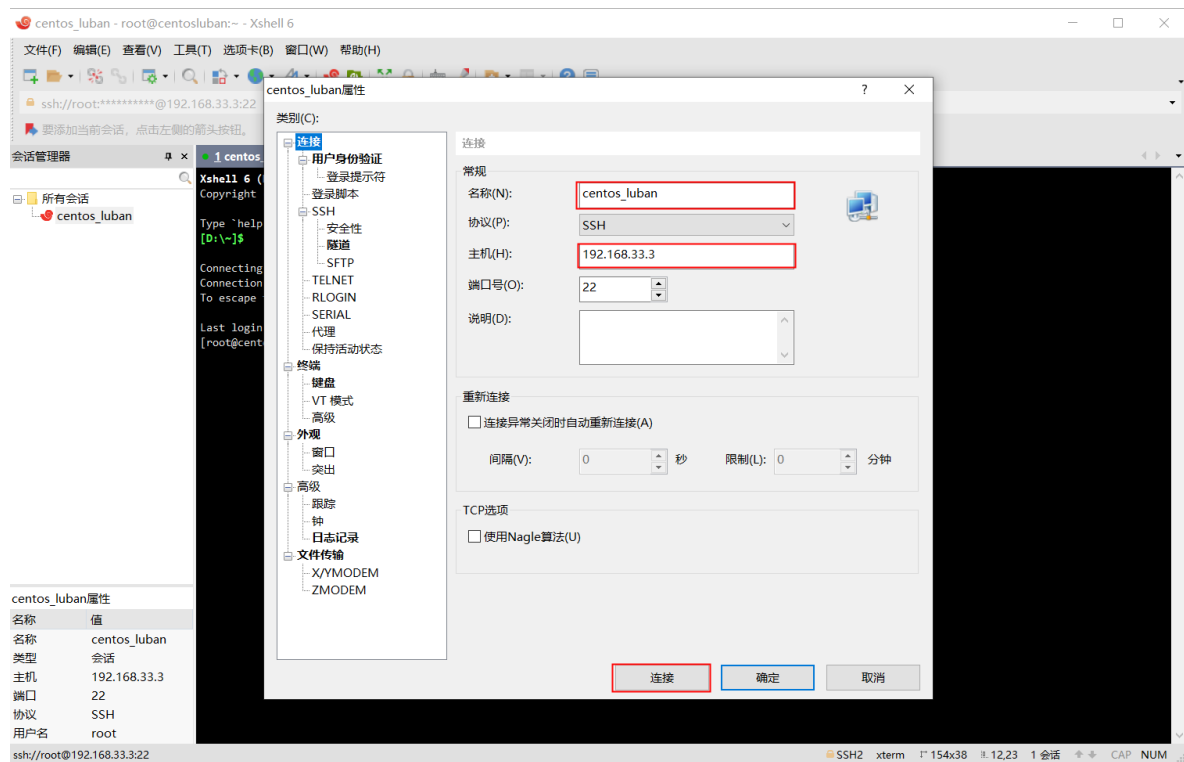 centos_luban - root@centosluban:~ - Xshell 6
文件(F) 编辑(E) 查看(V) 工具(T) 选项卡(B) 窗口(W) 帮助(H)
ssh://root:**********@192.168.33.3:22
要添加当前会话，点击左侧的箭头按钮。
会话管理器
1 centos
所有会话
centos_luban
Xshell 6 (
Copyright
Type `help
[D:\~]$
Connecting
Connection
To escape
Last login
[root@cent
centos_luban属性
?
类别(C):
连接
用户身份验证
登录提示符
登录脚本
SSH
安全性
隧道
SFTP
TELNET
RLOGIN
SERIAL
代理
保持活动状态
终端
键盘
VT 模式
高级
外观
窗口
突出
高级
跟踪
钟
日志记录
文件传输
X/YMODEM
ZMODEM
连接
常规
名称(N): centos_luban
协议(P): SSH
主机(H): 192.168.33.3
端口号(O): 22
说明(D):
重新连接
连接异常关闭时自动重新连接(A)
间隔(V): 0 秒 限制(L): 0 分钟
TCP选项
使用Nagle算法(U)
连接 确定 取消
centos_luban属性
名称 值
名称 centos_luban
类型 会话
主机 192.168.33.3
端口 22
协议 SSH
用户名 root
ssh://root@192.168.33.3:22
SSH2 xterm 154x38 12,23 1 会话 CAP NUM